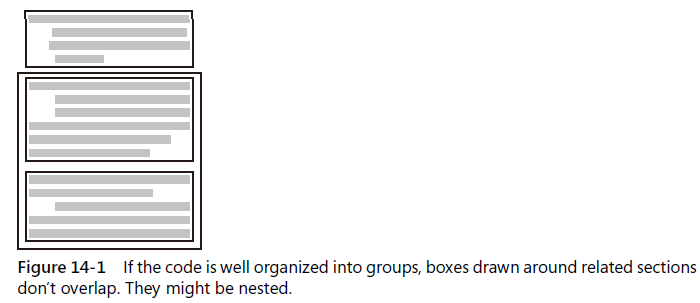 Figure 14-1 If the code is well organized into groups, boxes drawn around related sections
don’t overlap. They might be nested.